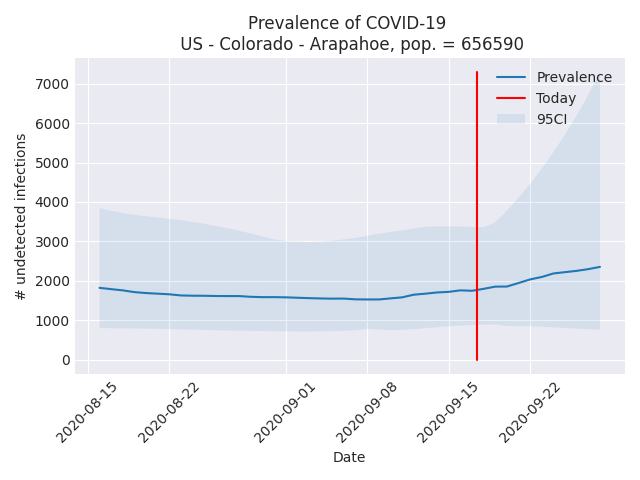 Prevalence of COVID-19
US - Colorado - Arapahoe, pop. = 656590
Prevalence
Today
95CI
# undetected infections
7000
6000
5000
4000
3000
2000
1000
0
2020-08-15
2020-08-22
2020-09-01
2020-09-08
2020-09-15
2020-09-22
Date